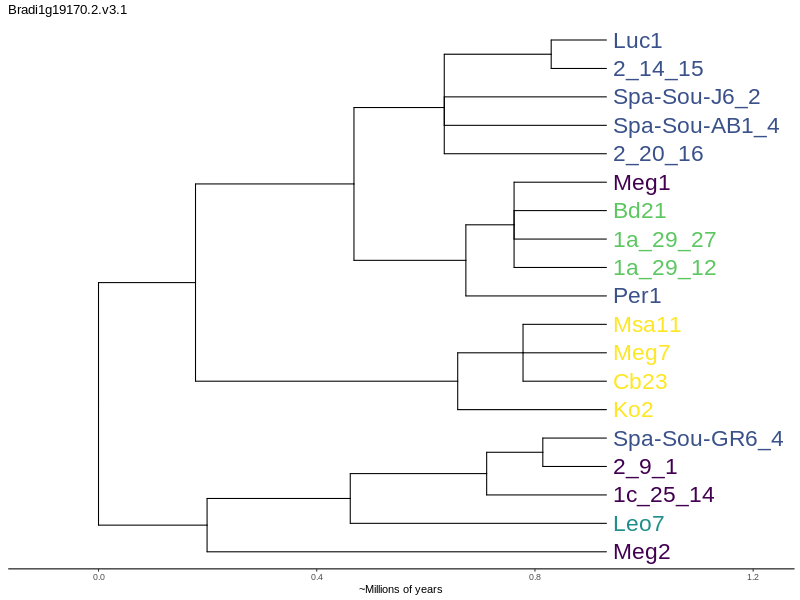 Bradi1g19170.2.v3.1
Luc1
2_14_15
Spa-Sou-J6_2
Spa-Sou-AB1_4
2_20_16
Meg1
Bd21
1a_29_27
1a_29_12
Per1
Msa11
Meg7
Cb23
Ko2
Spa-Sou-GR6_4
2_9_1
1c_25_14
Leo7
Meg2
0.0 0.4 0.8 1.2
~Millions of years